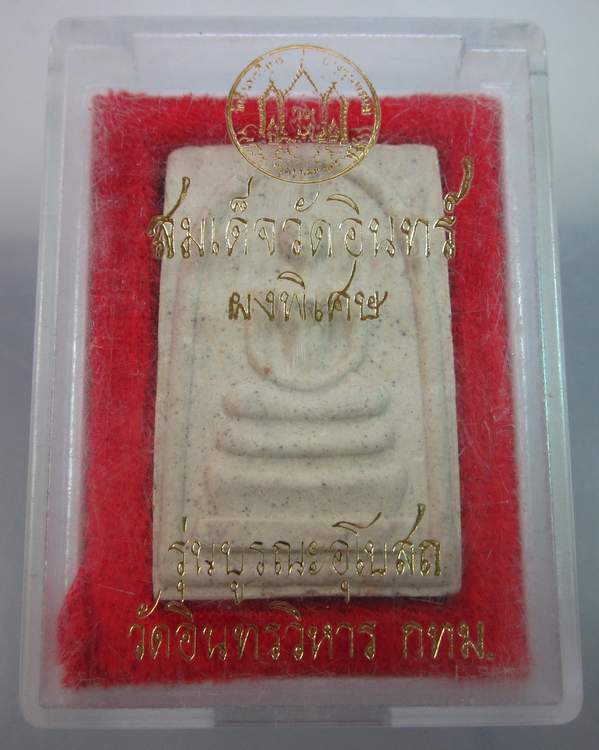 สมเด็จวัดอินทร์
ผงพิเศษ
รุ่นบูรณะอุโบสถ
วัดอินทรวิหาร กทม.